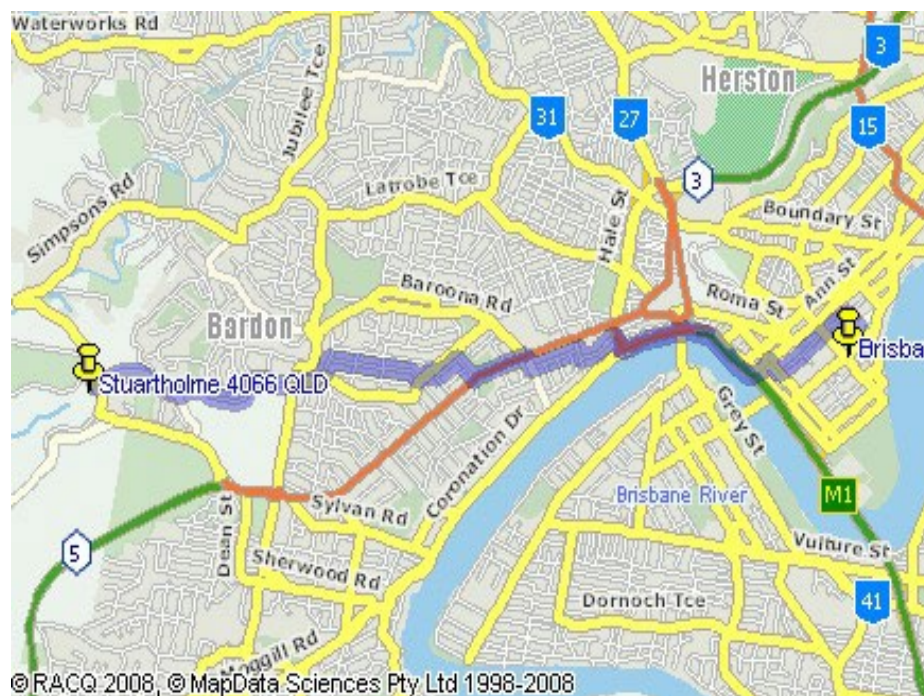 Waterworks Rd
3
Herston
Jubilee Tce
31
27
15
Latrobe Tce
3
Simpsons Rd
Hale St
Boundary St
Ann St
Baroona Rd
Roma St
Bardon
Brisba
Stuartholme 4066 QLD
Grey St
Coronation Dr
Brisbane River
M1
Sylvan Rd
Dean St
5
Vulture St
Sherwood Rd
Dornoch Tce
41
Moggill Rd
© RACQ 2008, © MapData Sciences Pty Ltd 1998-2008